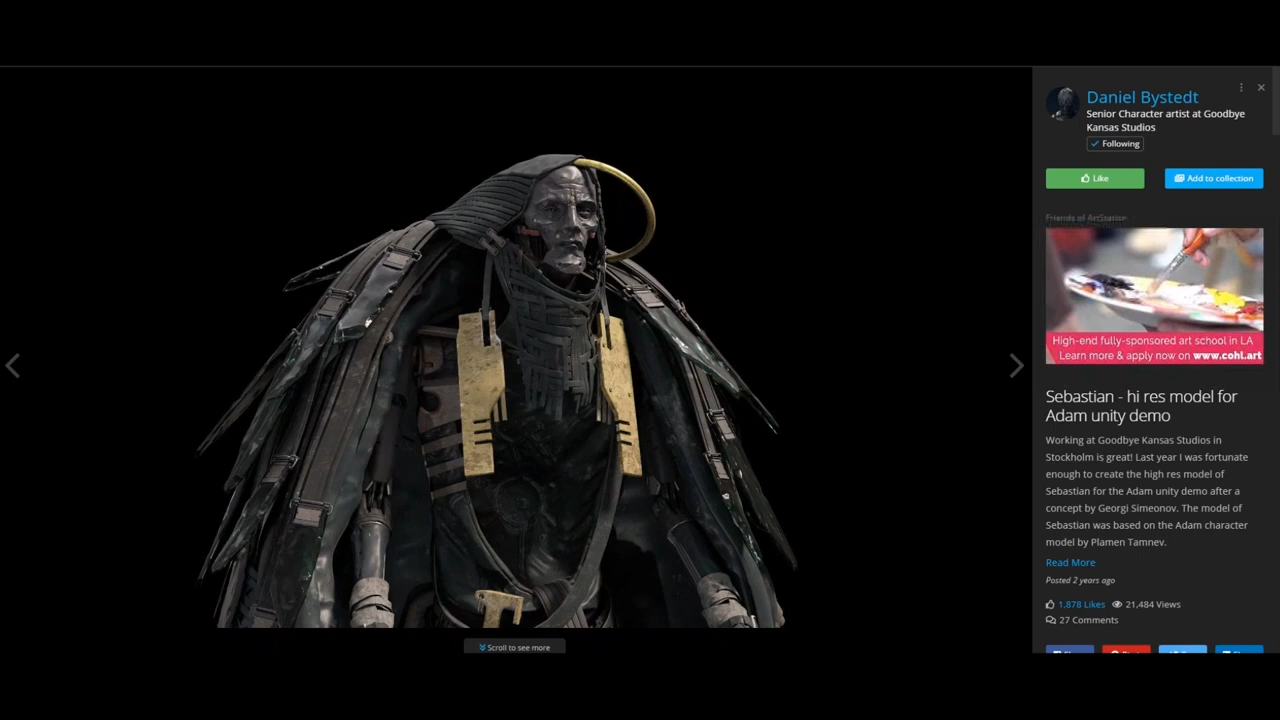 Daniel Bystedt
Senior Character artist at Goodbye
Kansas Studios
Following
Like
Add to collection
Friends of ArtStation
High-end fully-sponsored art school in LA
Learn more & apply now on www.cohl.art
Sebastian - hi res model for
Adam unity demo
Working at Goodbye Kansas Studios in
Stockholm is great! Last year I was fortunate
enough to create the high res model of
Sebastian for the Adam unity demo after a
concept by Georgi Simeonov. The model of
Sebastian was based on the Adam character
model by Plamen Tamnev.
Read More
Posted 2 years ago
1,878 Likes 21,484 Views
27 Comments
Scroll to see more